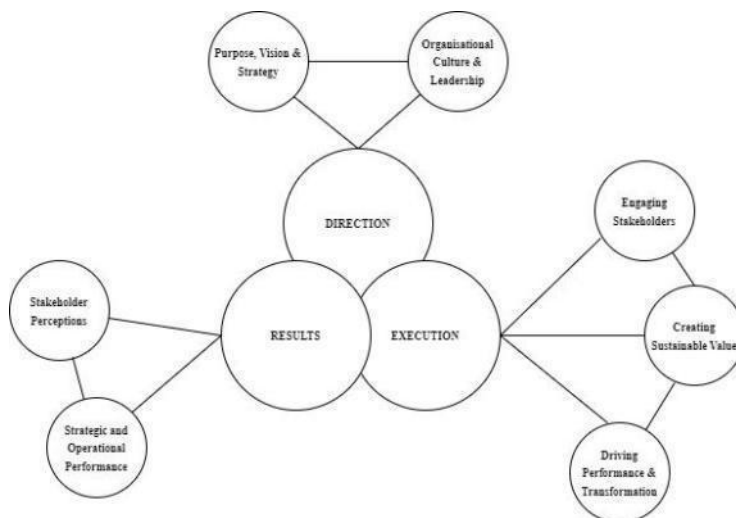 Purpose, Vision &
Strategy
Organisational
Culture &
Leadership
DIRECTION
Engaging
Stakeholders
Stakeholder
Perceptions
RESULTS
EXECUTION
Creating
Sustainable Value
Strategic and
Operational
Performance
Driving
Performance &
Transformation